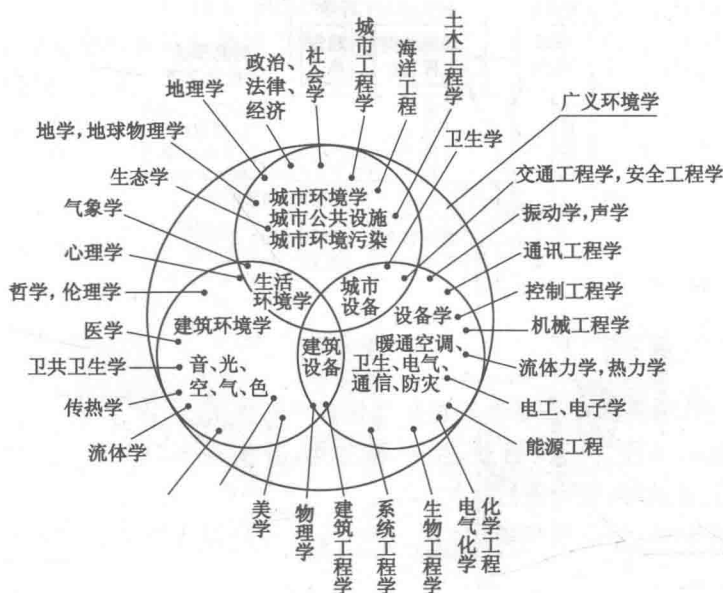 土木工程学
海洋工程
城市工程学
社会学
政治、
法律、
经济
地理学
广义环境学
地学，地球物理学
卫生学
生态学
交通工程学，安全工程学
城市环境学
城市公共设施
城市环境污染
气象学
振动学，声学
心理学
通讯工程学
生活
环境学
城市
设备
哲学，伦理学
控制工程学
建筑环境学
设备学
医学
机械工程学
建筑
设备
暖通空调、
卫生、电气、
通信、防灾
卫共卫生学
音、光、
空、气、色
流体力学，热力学
传热学
电工、电子学
流体学
能源工程
美学
物理学
建筑工程学
系统工程学
生物工程学
电气化学
化学工程